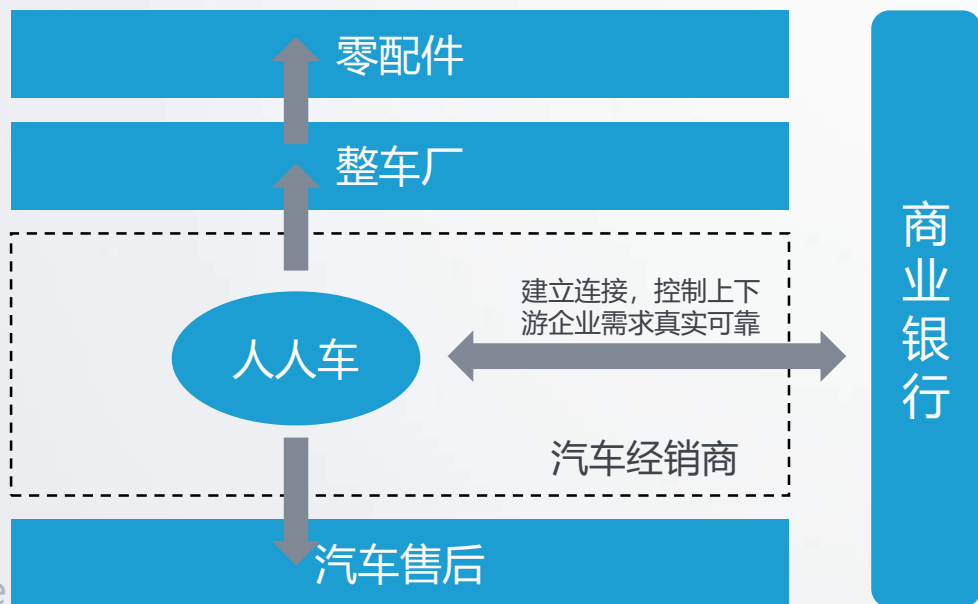 零配件
整车厂
建立连接，控制上下
游企业需求真实可靠
人人车
汽车经销商
汽车售后
商业银行